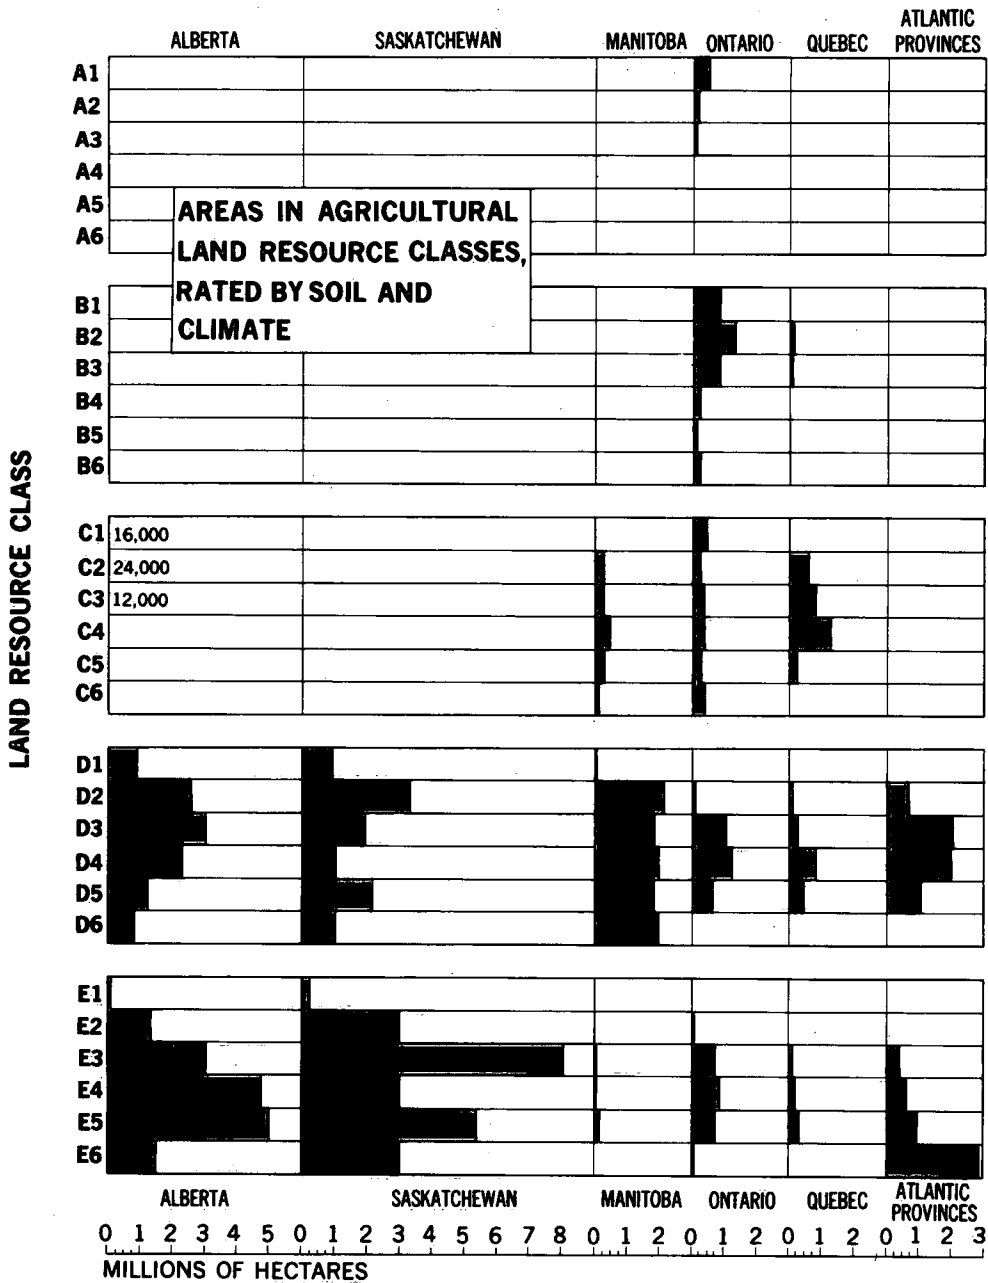 ALBERTA SASKATCHEWAN MANITOBA ONTARIO QUEBEC ATLANTIC PROVINCES
A1
A2
A3
A4
A5
A6
AREAS IN AGRICULTURAL
LAND RESOURCE CLASSES,
RATED BY SOIL AND
CLIMATE
B1
B2
B3
B4
B5
B6
LAND RESOURCE CLASS
C1 16,000
C2 24,000
C3 12,000
C4
C5
C6
D1
D2
D3
D4
D5
D6
E1
E2
E3
E4
E5
E6
ALBERTA SASKATCHEWAN MANITOBA ONTARIO QUEBEC ATLANTIC PROVINCES
0 1 2 3 4 5 0 1 3 4 5 6 7 8 0 1 2 0 1 2 0 1 2 0 1 2 3
MILLIONS OF HECTARES